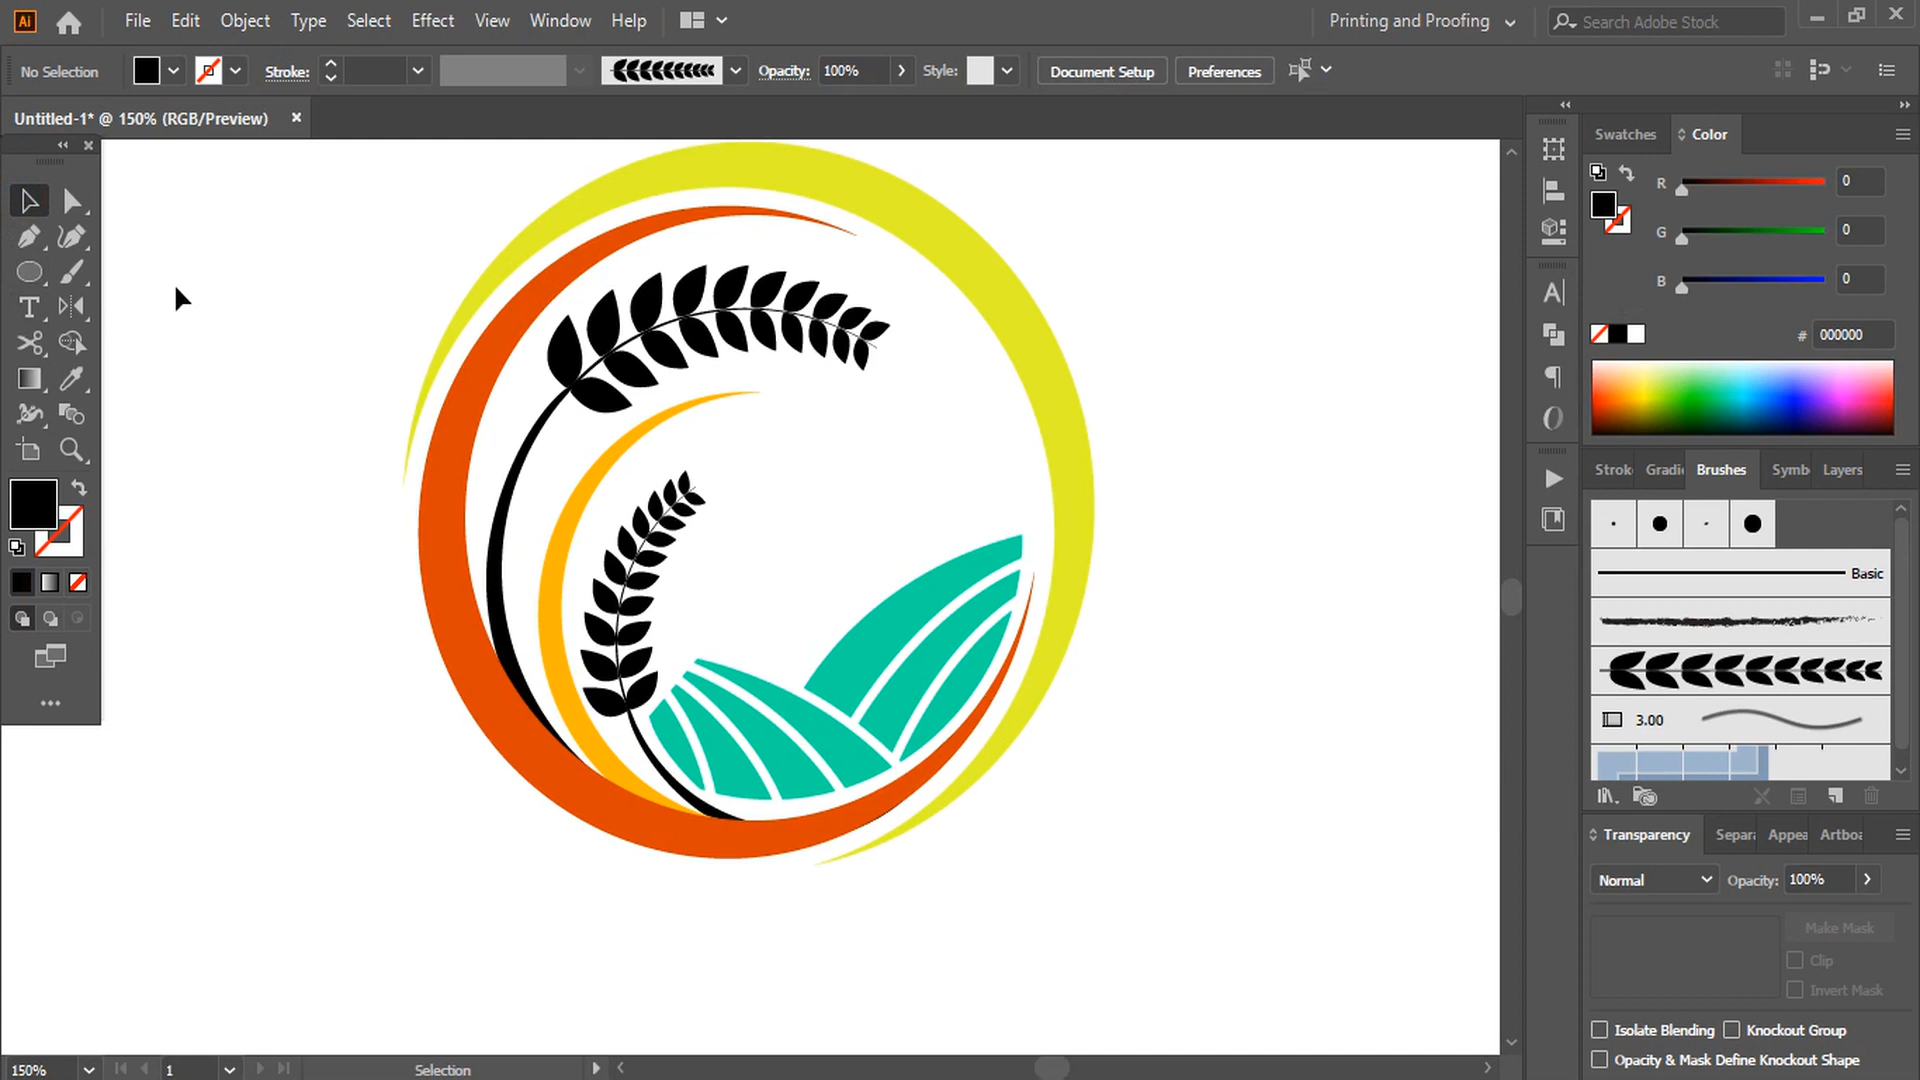 Ai File Edit Object Type Select Effect View Window Help Printing and Proofing Search Adobe Stock
No Selection Stroke: Opacity: 100% Style: Document Setup Preferences
Untitled-1* @ 150% (RGB/Preview)
Swatches Color
R 0
G 0
B 0
# 000000
Strok Gradi Brushes Symb Layers
Basic
3.00
Transparency Separa Appea Artboa
Normal Opacity: 100%
Make Mask
Clip
Invert Mask
Isolate Blending Knockout Group
Opacity & Mask Define Knockout Shape
150% 1 Selection